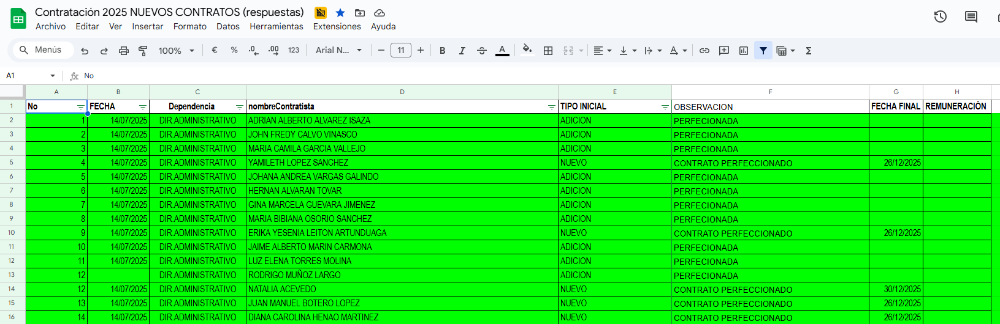 Contratación 2025 NUEVOS CONTRATOS (respuestas)
Archivo Editar Ver Insertar Formato Datos Herramientas Extensiones Ayuda
Menús 100% € % .0 .00 123 Arial N... − 11 + B I S A Σ
A1 fx No
A B C D E F G H
1 No FECHA Dependencia nombreContratista TIPO INICIAL OBSERVACION FECHA FINAL REMUNERACIÓN
2 1 14/07/2025 DIR.ADMINISTRATIVO ADRIAN ALBERTO ALVAREZ ISAZA ADICION PERFECIONADA
3 2 14/07/2025 DIR.ADMINISTRATIVO JOHN FREDY CALVO VINASCO ADICION PERFECIONADA
4 3 14/07/2025 DIR.ADMINISTRATIVO MARIA CAMILA GARCIA VALLEJO ADICION PERFECIONADA
5 4 14/07/2025 DIR.ADMINISTRATIVO YAMILETH LOPEZ SANCHEZ NUEVO CONTRATO PERFECCIONADO 26/12/2025
6 5 14/07/2025 DIR.ADMINISTRATIVO JOHANA ANDREA VARGAS GALINDO ADICION PERFECIONADA
7 6 14/07/2025 DIR.ADMINISTRATIVO HERNAN ALVARAN TOVAR ADICION PERFECIONADA
8 7 14/07/2025 DIR.ADMINISTRATIVO GINA MARCELA GUEVARA JIMENEZ ADICION PERFECIONADA
9 8 14/07/2025 DIR.ADMINISTRATIVO MARIA BIBIANA OSORIO SANCHEZ ADICION PERFECIONADA
10 9 14/07/2025 DIR.ADMINISTRATIVO ERIKA YESENIA LEITON ARTUNDUAGA NUEVO CONTRATO PERFECCIONADO 26/12/2025
11 10 14/07/2025 DIR.ADMINISTRATIVO JAIME ALBERTO MARIN CARMONA ADICION PERFECIONADA
12 11 14/07/2025 DIR.ADMINISTRATIVO LUZ ELENA TORRES MOLINA ADICION PERFECIONADA
13 12 DIR.ADMINISTRATIVO RODRIGO MUÑOZ LARGO ADICION PERFECIONADA
14 12 14/07/2025 DIR.ADMINISTRATIVO NATALIA ACEVEDO NUEVO CONTRATO PERFECCIONADO 30/12/2025
15 13 14/07/2025 DIR.ADMINISTRATIVO JUAN MANUEL BOTERO LOPEZ NUEVO CONTRATO PERFECCIONADO 26/12/2025
16 14 14/07/2025 DIR.ADMINISTRATIVO DIANA CAROLINA HENAO MARTINEZ NUEVO CONTRATO PERFECCIONADO 26/12/2025